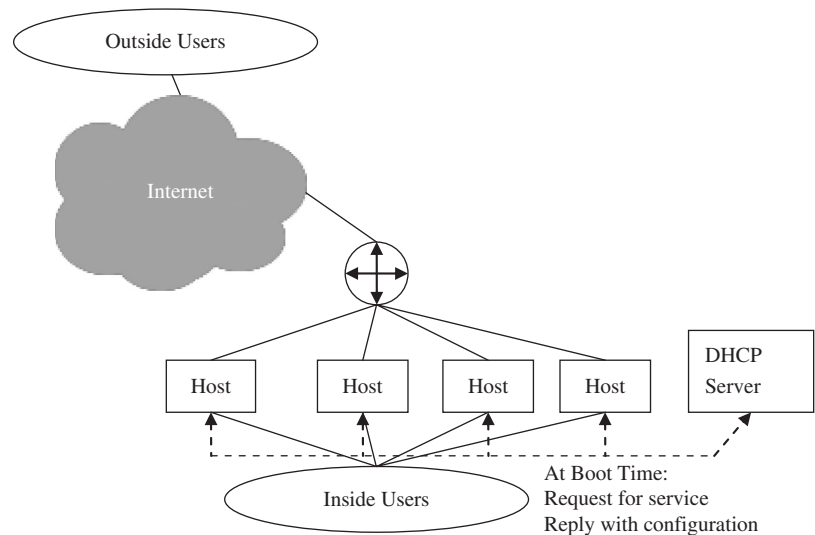 Outside Users
Internet
Host
Host
Host
Host
DHCP
Server
At Boot Time:
Request for service
Reply with configuration
Inside Users